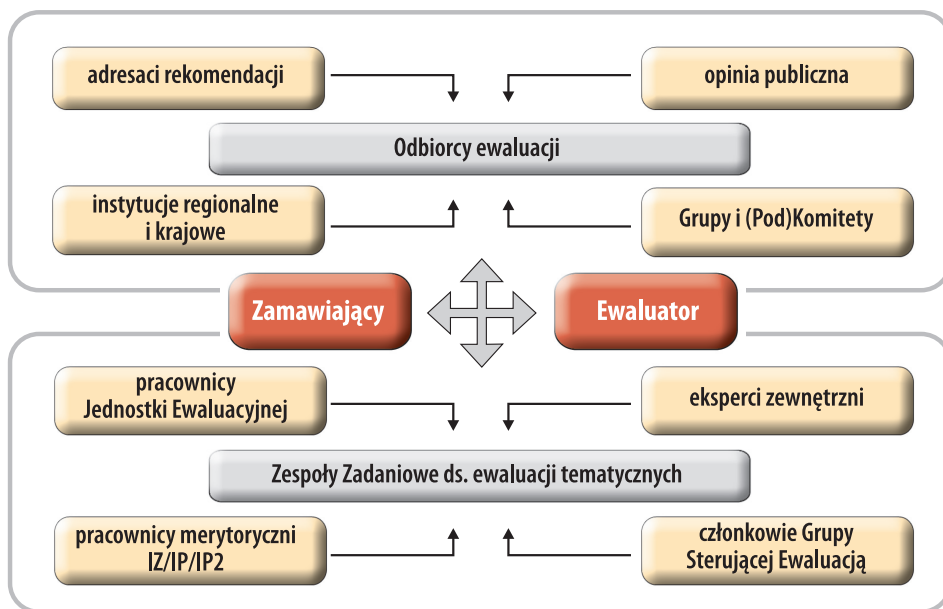 adresaci rekomendacji
opinia publiczna
Odbiorcy ewaluacji
instytucje regionalne
i krajowe
Grupy i (Pod)Komitety
Zamawiający
Ewaluator
pracownicy
Jednostki Ewaluacyjnej
eksperci zewnętrzni
Zespoły Zadaniowe ds. ewaluacji tematycznych
pracownicy merytoryczni
IZ/IP/IP2
członkowie Grupy
Sterującej Ewaluacją